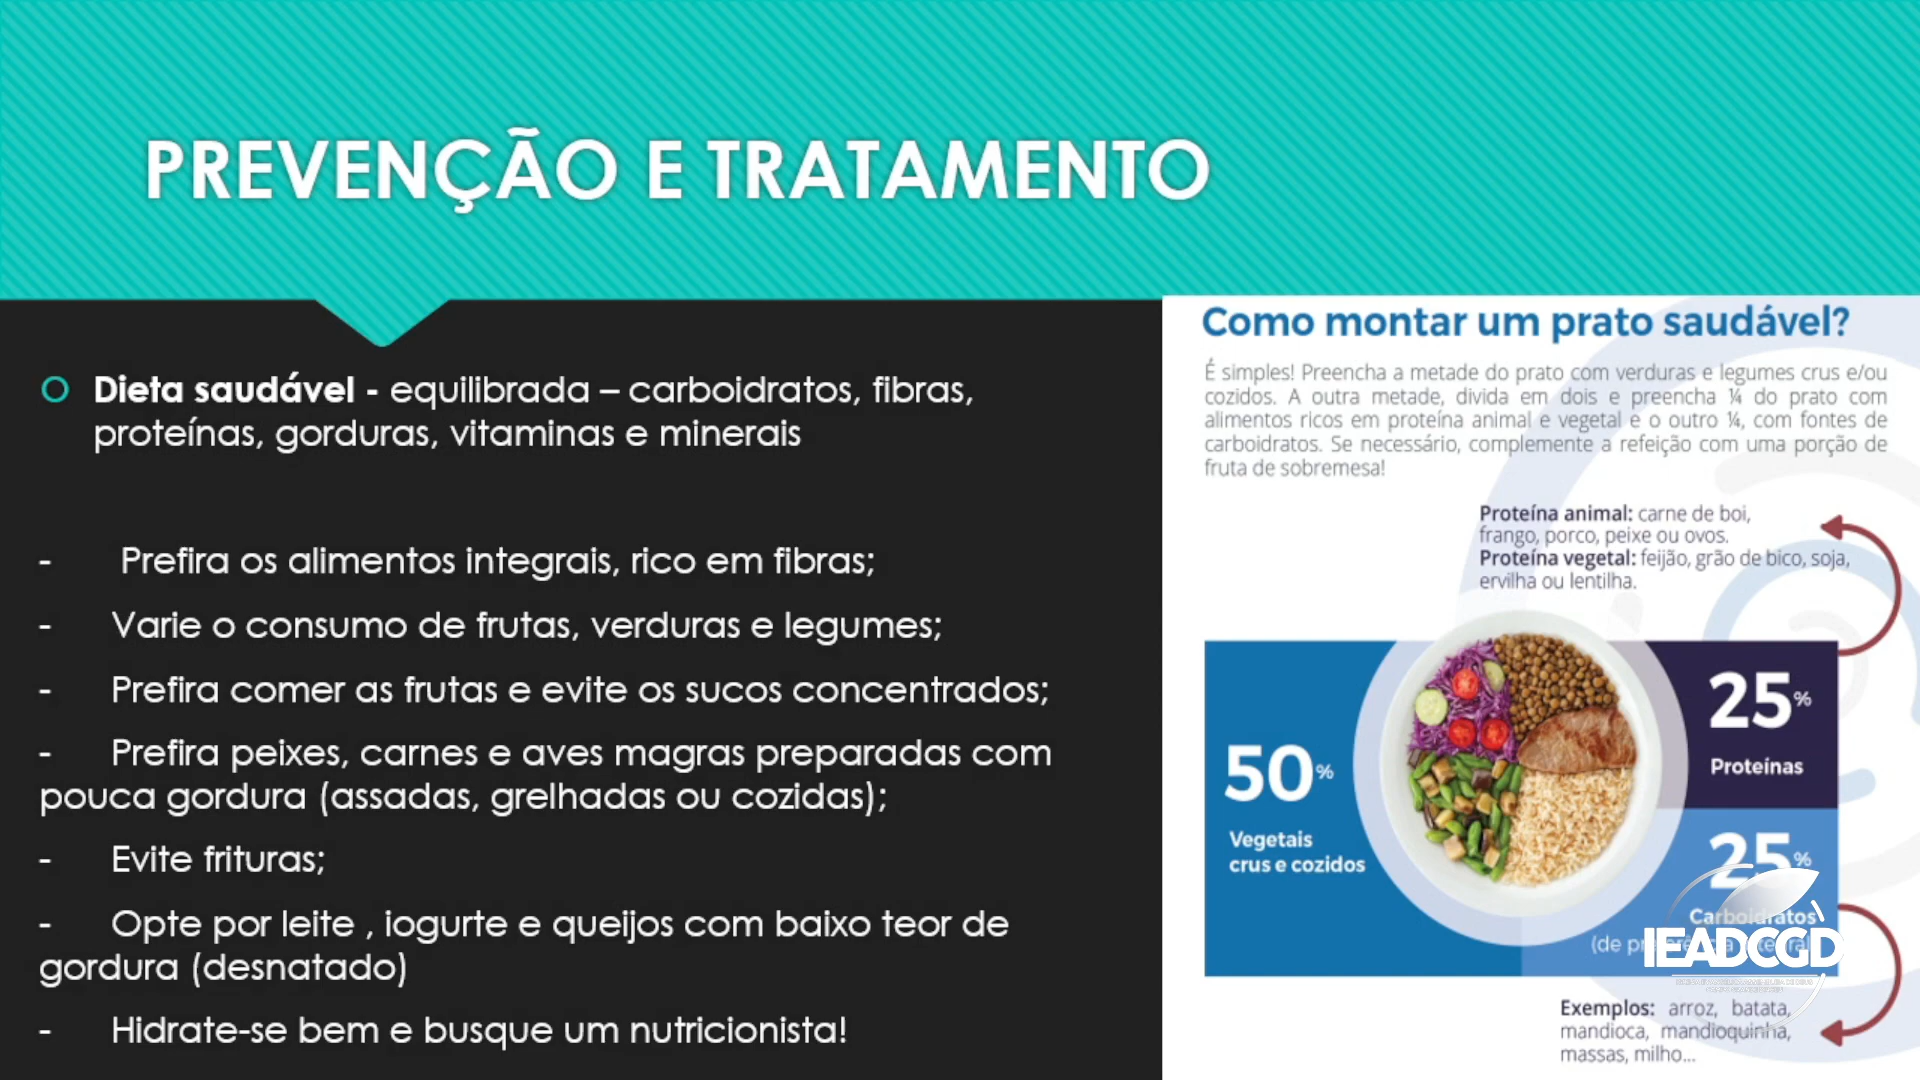 PREVENÇÃO E TRATAMENTO
Dieta saudável - equilibrada – carboidratos, fibras,
proteínas, gorduras, vitaminas e minerais
- Prefira os alimentos integrais, rico em fibras;
- Varie o consumo de frutas, verduras e legumes;
- Prefira comer as frutas e evite os sucos concentrados;
- Prefira peixes, carnes e aves magras preparadas com
pouca gordura (assadas, grelhadas ou cozidas);
- Evite frituras;
- Opte por leite , iogurte e queijos com baixo teor de
gordura (desnatado)
- Hidrate-se bem e busque um nutricionista!
Como montar um prato saudável?
É simples! Preencha a metade do prato com verduras e legumes crus e/ou
cozidos. A outra metade, divida em dois e preencha ¼ do prato com
alimentos ricos em proteína animal e vegetal e o outro ¼, com fontes de
carboidratos. Se necessário, complemente a refeição com uma porção de
fruta de sobremesa!
Proteína animal: carne de boi,
frango, porco, peixe ou ovos.
Proteína vegetal: feijão, grão de bico, soja,
ervilha ou lentilha.
50%
Vegetais
crus e cozidos
25%
Proteínas
25%
Carboidratos
(de
IEADCGD
Exemplos: arroz, batata,
mandioca, mandioquinha,
massas, milho...